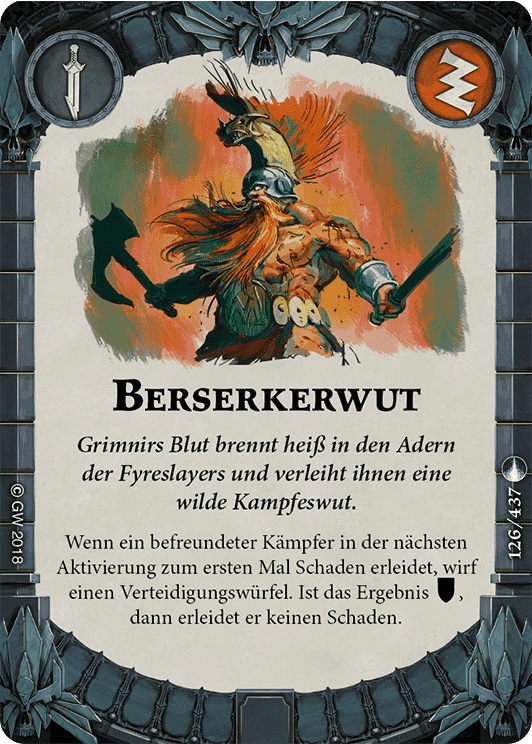 BERSERKERWUT
Grimnirs Blut brennt heiß in den Adern
der Fyreslayers und verleiht ihnen eine
wilde Kampfeswut.
Wenn ein befreundeter Kämpfer in der nächsten
Aktivierung zum ersten Mal Schaden erleidet, wirf
einen Verteidigungswürfel. Ist das Ergebnis ,
dann erleidet er keinen Schaden.
© GW 2018
126/437